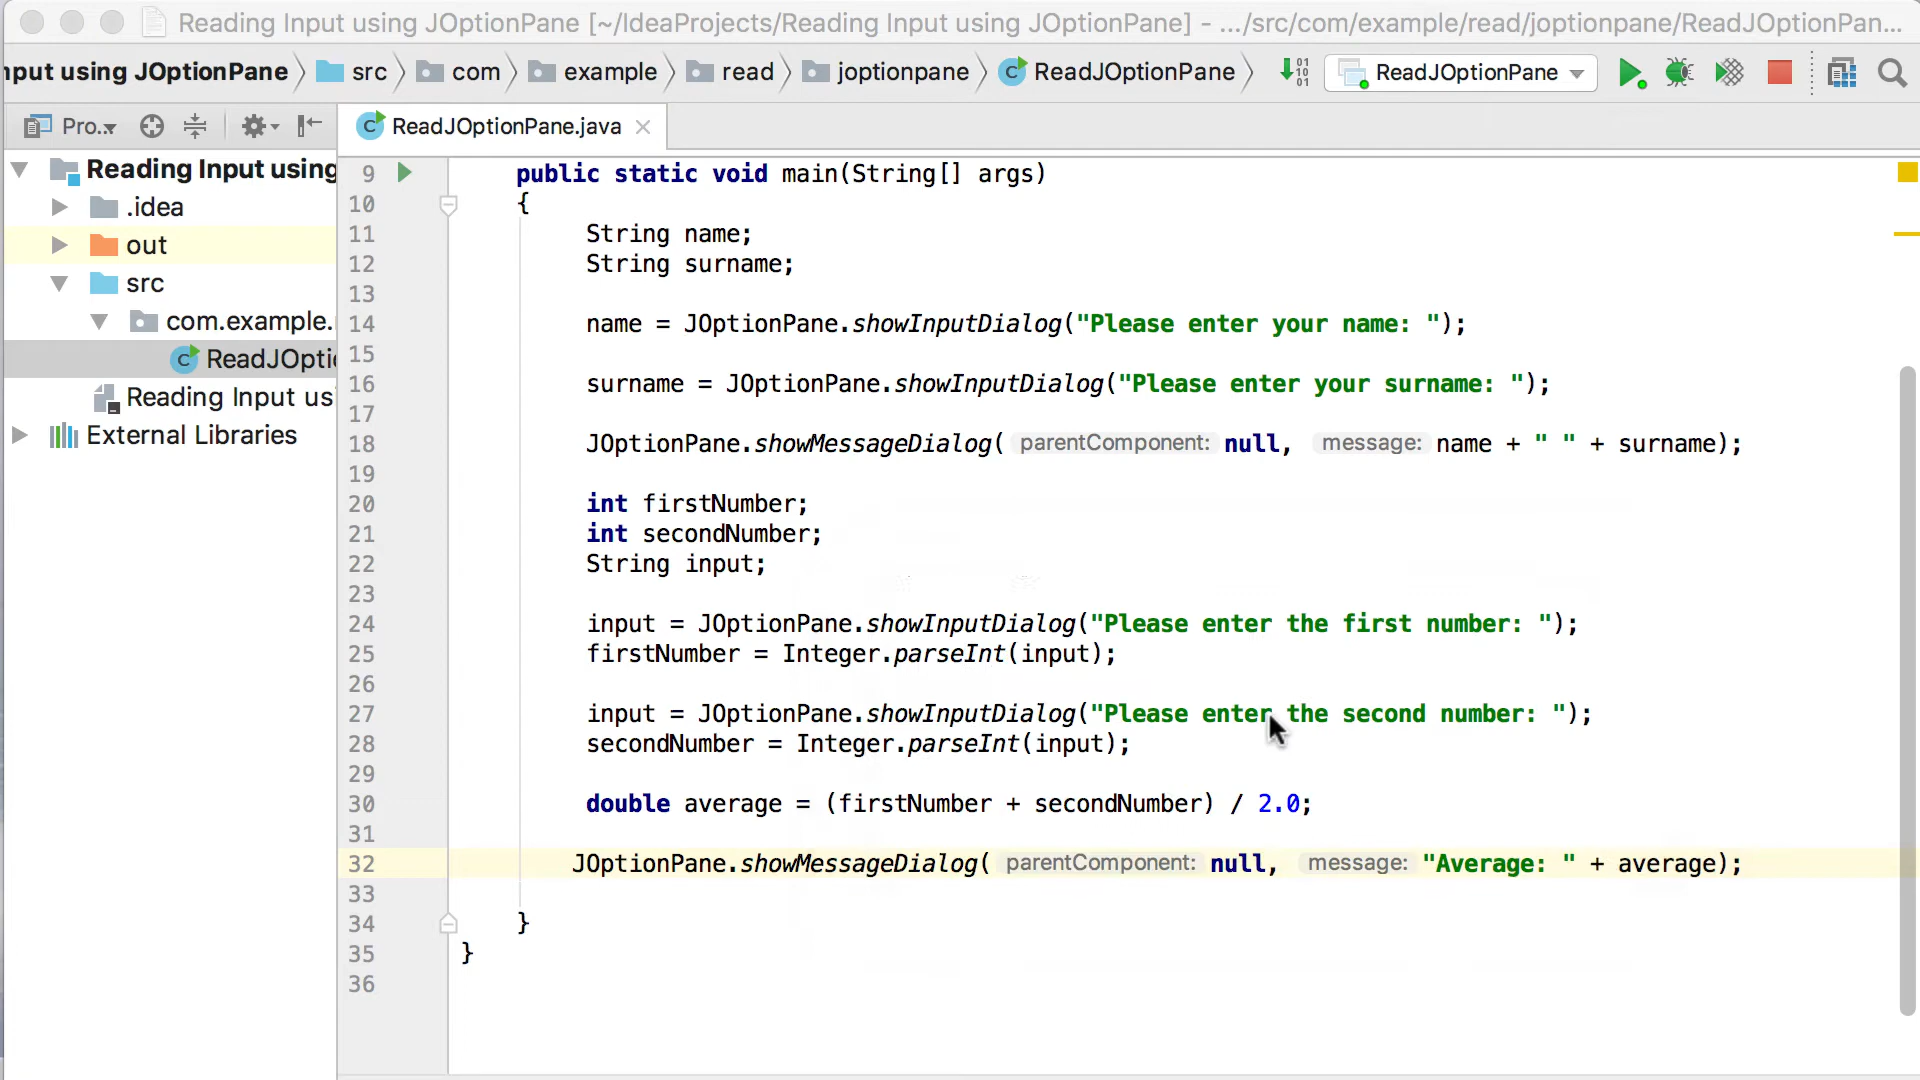 Reading Input using JOptionPane [~/IdeaProjects/Reading Input using JOptionPane] - .../src/com/example/read/joptionpane/ReadJOptionPan...
nput using JOptionPane src com example read joptionpane ReadJOptionPane ReadJOptionPane
Pro.. ReadJOptionPane.java
Reading Input using
.idea
out
src
com.example.
ReadJOptio
Reading Input us
External Libraries
9 public static void main(String[] args)
10 {
11 String name;
12 String surname;
13
14 name = JOptionPane.showInputDialog("Please enter your name: ");
15
16 surname = JOptionPane.showInputDialog("Please enter your surname: ");
17
18 JOptionPane.showMessageDialog( parentComponent: null, message: name + " " + surname);
19
20 int firstNumber;
21 int secondNumber;
22 String input;
23
24 input = JOptionPane.showInputDialog("Please enter the first number: ");
25 firstNumber = Integer.parseInt(input);
26
27 input = JOptionPane.showInputDialog("Please enter the second number: ");
28 secondNumber = Integer.parseInt(input);
29
30 double average = (firstNumber + secondNumber) / 2.0;
31
32 JOptionPane.showMessageDialog( parentComponent: null, message: "Average: " + average);
33
34 }
35 }
36